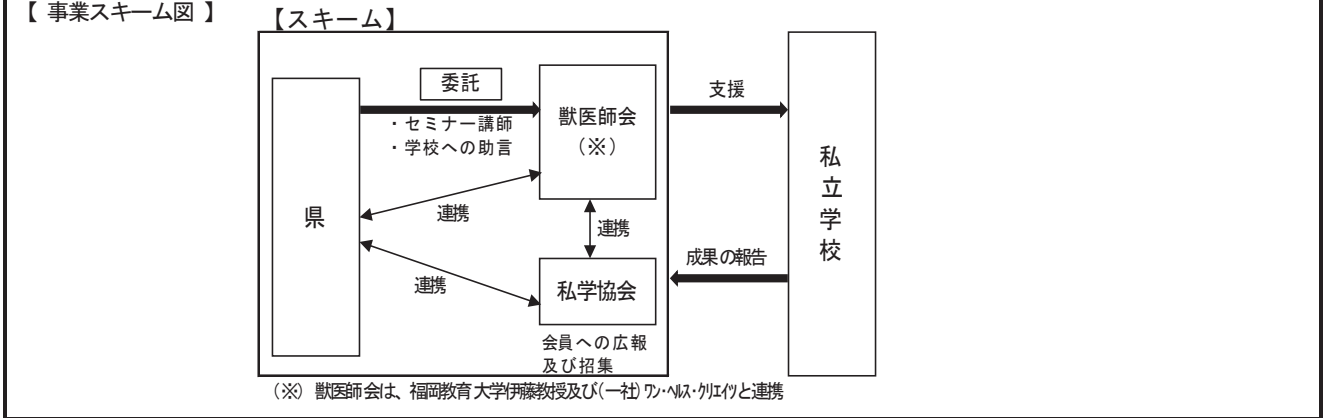 【 事業スキーム図 】
【スキーム】
委託
・セミナー講師
・学校への助言
県
獣医師会
（※）
連携
連携
連携
私学協会
会員への広報
及び招集
支援
成果の報告
私立学校
（※） 獣医師会は、福岡教育大学伊藤教授及び（一社）ワン・ヘルス・クリエイツと連携